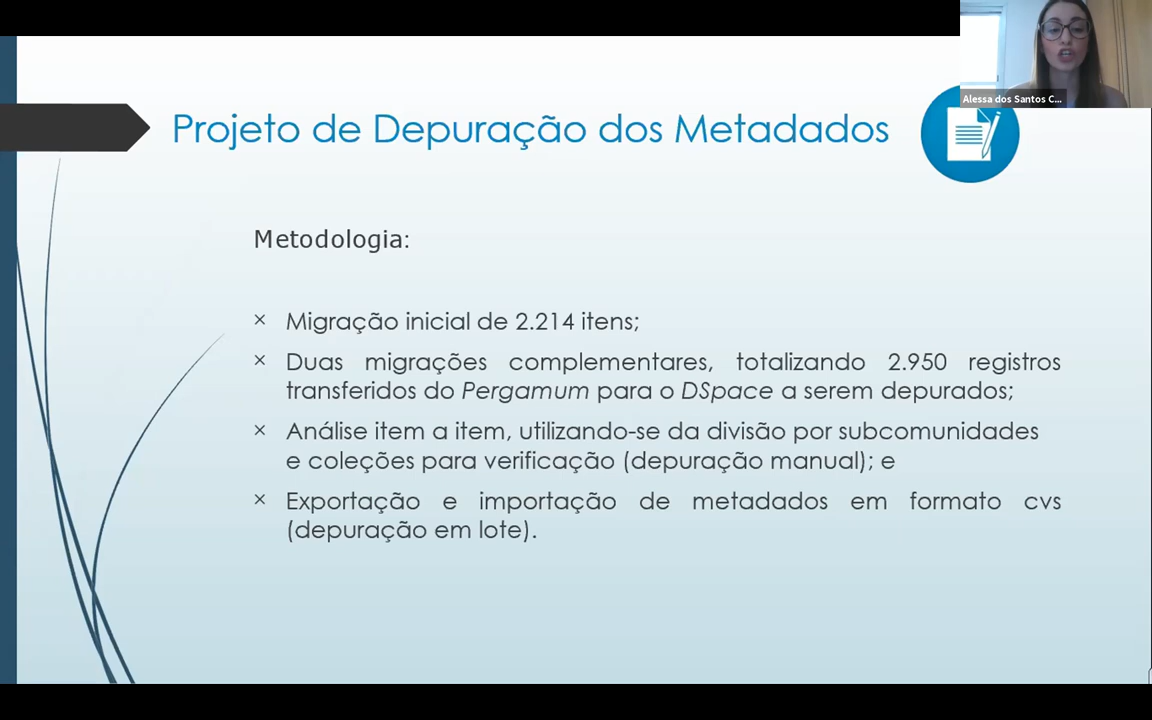 Alessa dos Santos C...
Projeto de Depuração dos Metadados
Metodologia:
× Migração inicial de 2.214 itens;
× Duas migrações complementares, totalizando 2.950 registros
transferidos do Pergamum para o DSpace a serem depurados;
× Análise item a item, utilizando-se da divisão por subcomunidades
e coleções para verificação (depuração manual); e
× Exportação e importação de metadados em formato cvs
(depuração em lote).